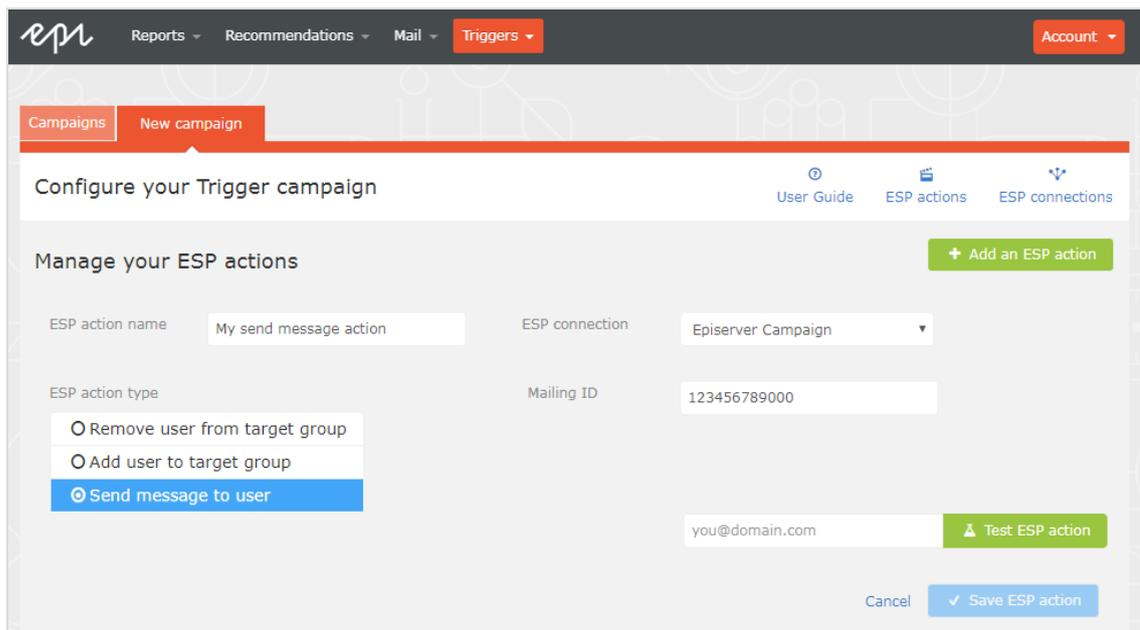 epi Reports Recommendations Mail Triggers Account
Campaigns New campaign
Configure your Trigger campaign
User Guide ESP actions ESP connections
Manage your ESP actions
+ Add an ESP action
ESP action name My send message action ESP connection Episerver Campaign
ESP action type Mailing ID 123456789000
Remove user from target group
Add user to target group
Send message to user
you@domain.com Test ESP action
Cancel Save ESP action